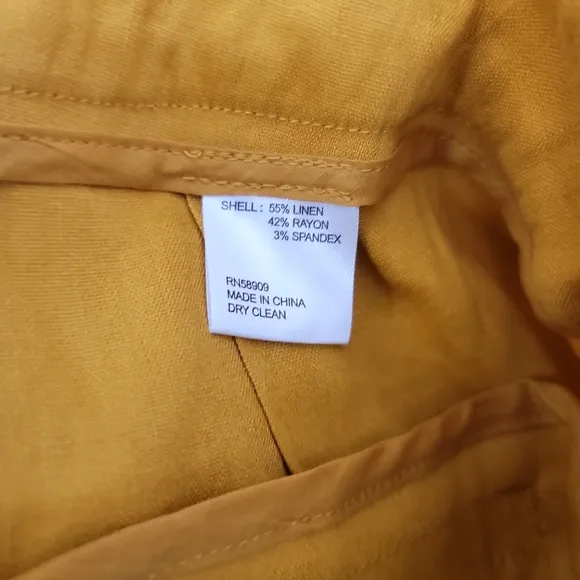 SHELL : 55% LINEN
42% RAYON
3% SPANDEX
RN58909
MADE IN CHINA
DRY CLEAN